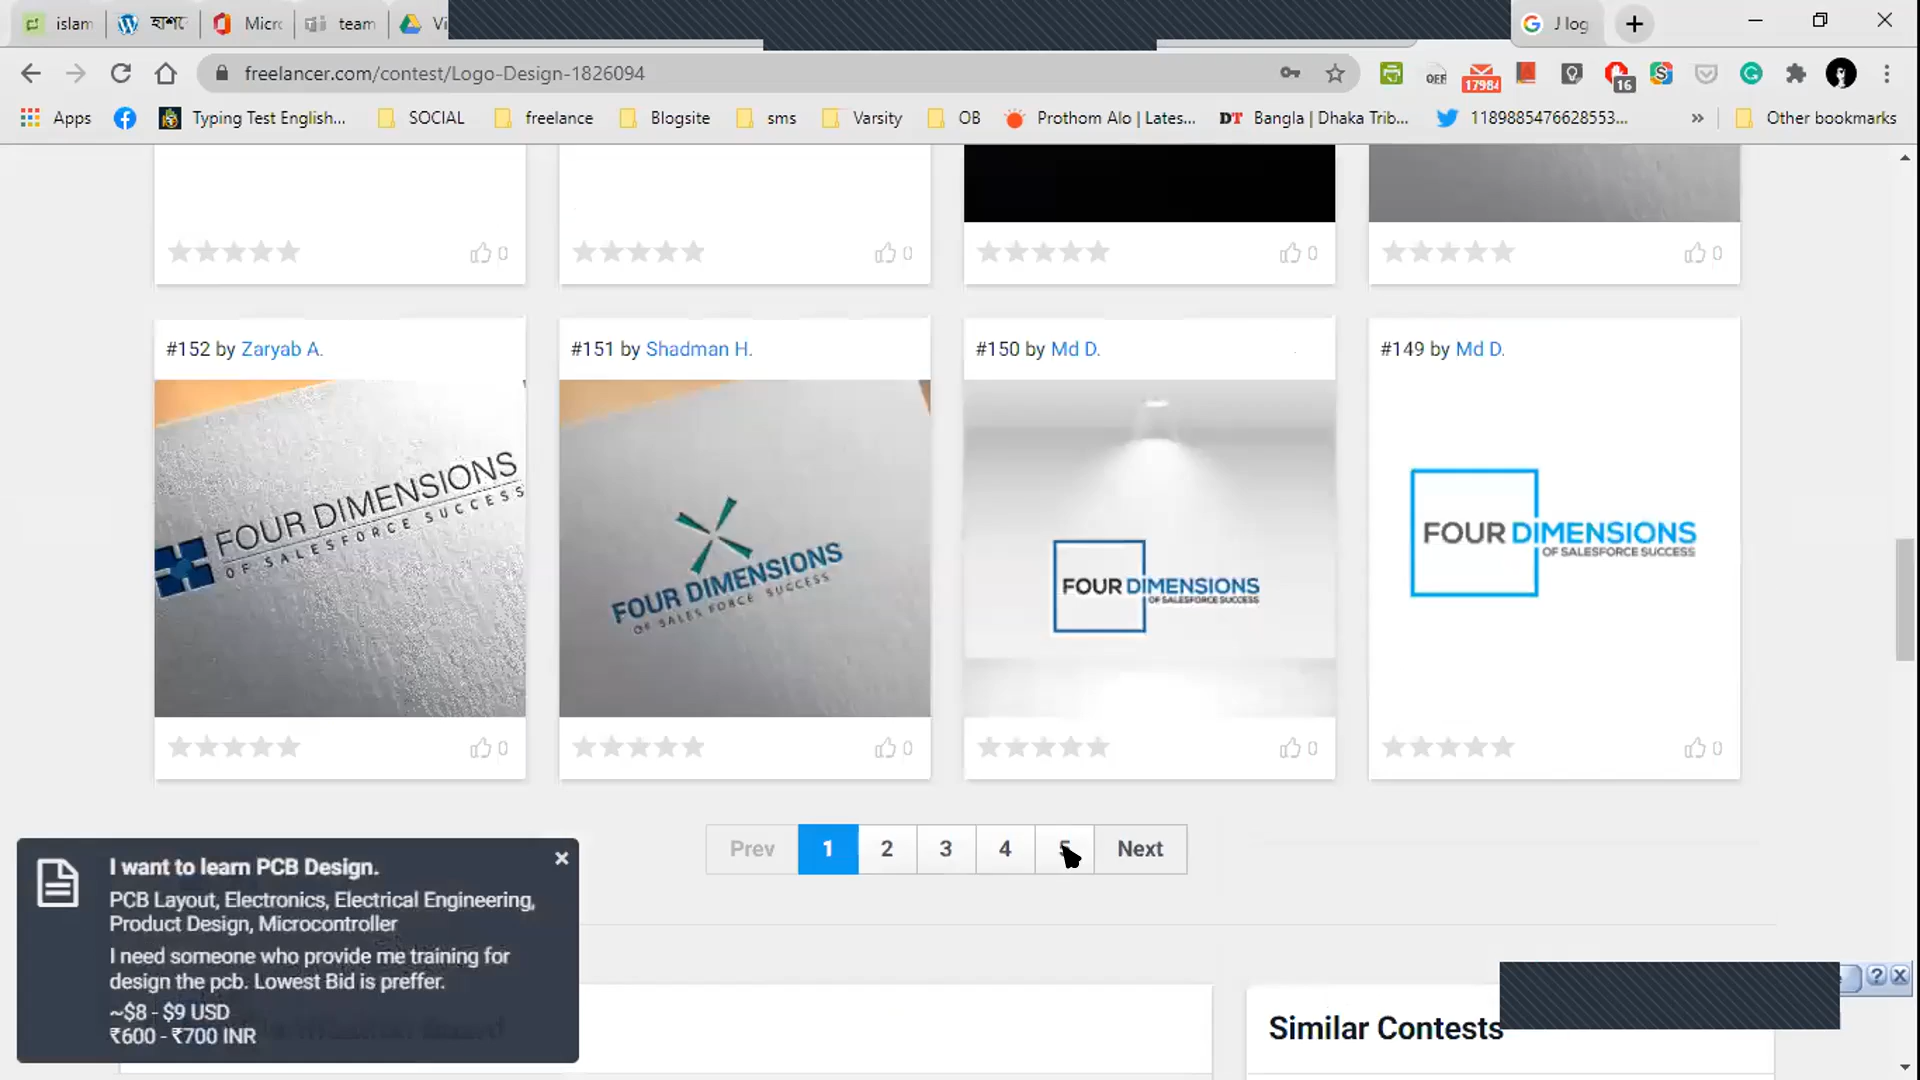 islam
হাশে
Micro
team
Vi
J log
freelancer.com/contest/Logo-Design-1826094
OFF
17984
16
Apps
Typing Test English...
SOCIAL
freelance
Blogsite
sms
Varsity
OB
Prothom Alo | Lates...
DT
Bangla | Dhaka Trib...
1189885476628553...
»
Other bookmarks
0
0
0
0
#152 by Zaryab A.
#151 by Shadman H.
#150 by Md D.
#149 by Md D.
FOUR DIMENSIONS
OF SALESFORCE SUCCESS
FOUR DIMENSIONS
OF SALES FORCE SUCCESS
FOUR DIMENSIONS
OF SALESFORCE SUCCESS
FOUR DIMENSIONS
OF SALESFORCE SUCCESS
0
0
0
0
Prev
1
2
3
4
5
Next
I want to learn PCB Design.
PCB Layout, Electronics, Electrical Engineering,
Product Design, Microcontroller
I need someone who provide me training for
design the pcb. Lowest Bid is preffer.
~$8 - $9 USD
₹600 - ₹700 INR
Similar Contests